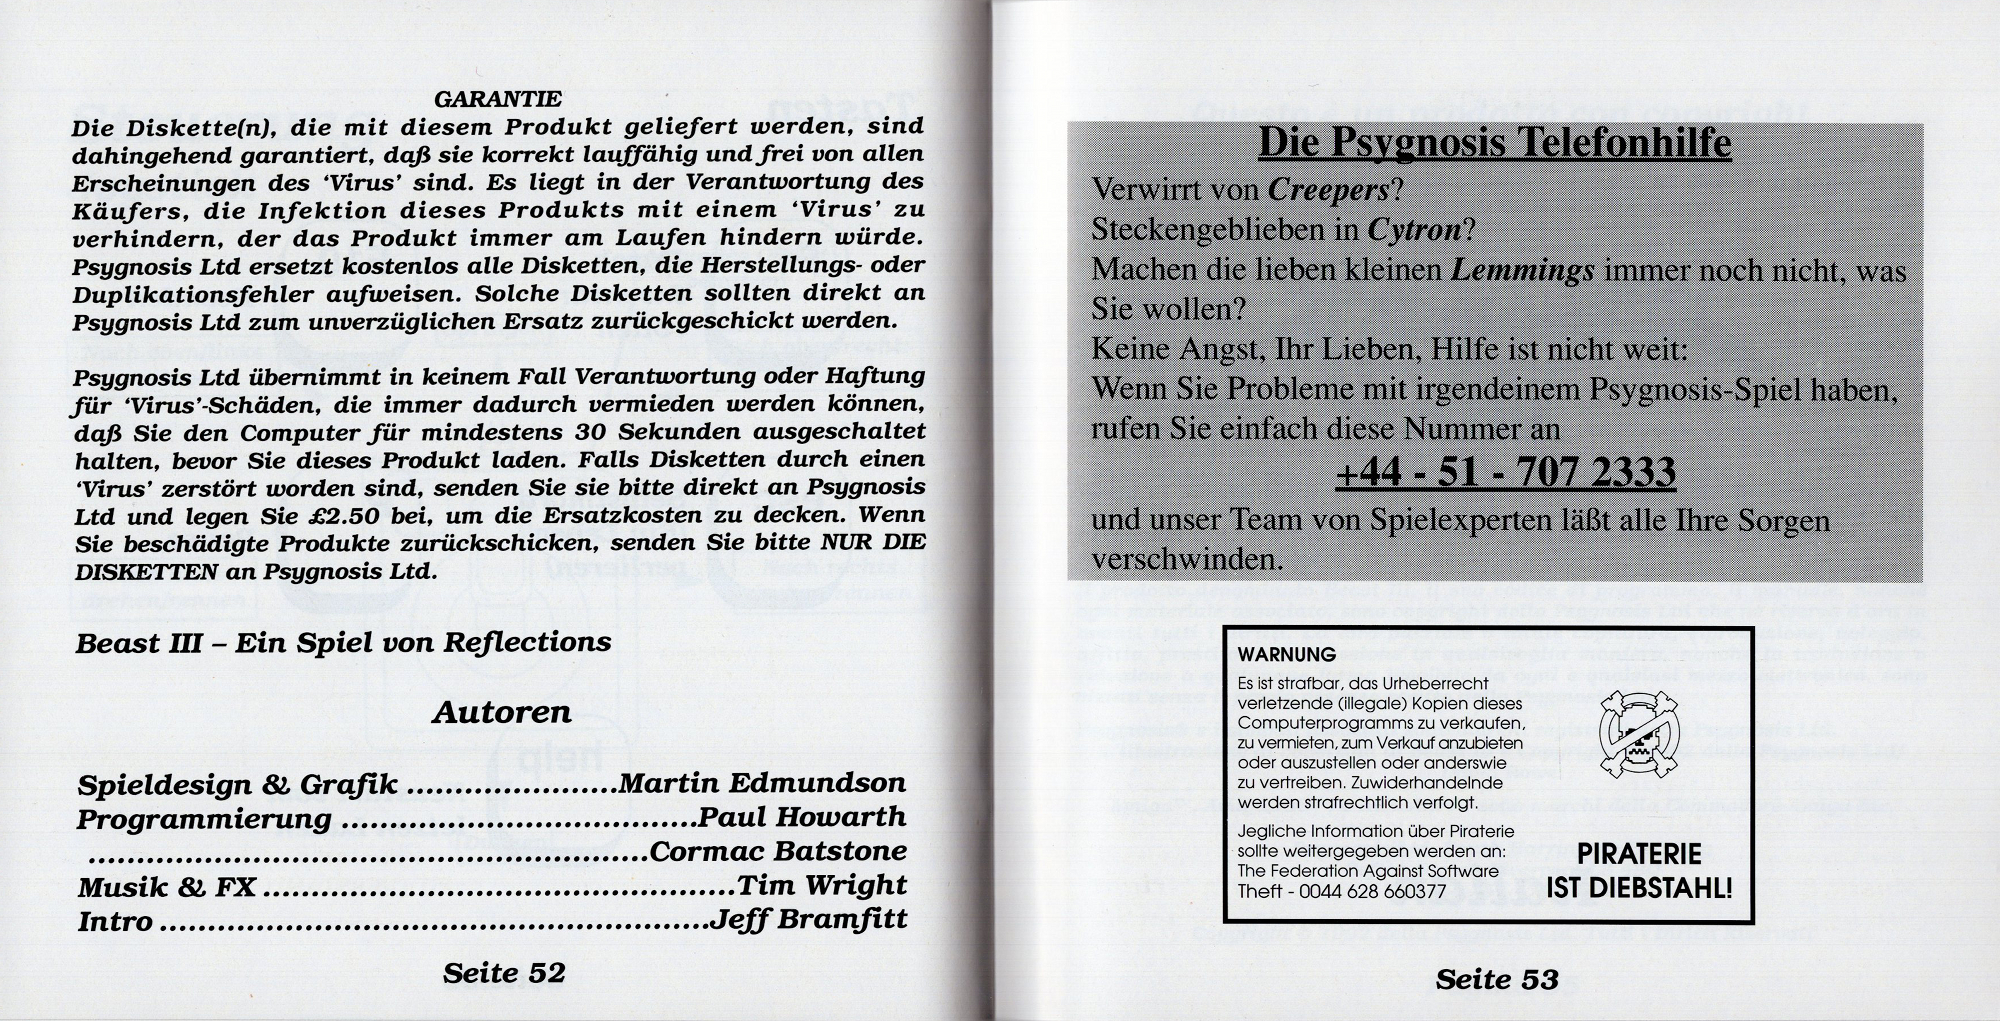 GARANTIE
Die Diskette(n), die mit diesem Produkt geliefert werden, sind
dahingehend garantiert, daß sie korrekt lauffähig und frei von allen
Erscheinungen des ‘Virus’ sind. Es liegt in der Verantwortung des
Käufers, die Infektion dieses Produkts mit einem ‘Virus’ zu
verhindern, der das Produkt immer am Laufen hindern würde.
Psygnosis Ltd ersetzt kostenlos alle Disketten, die Herstellungs- oder
Duplikationsfehler aufweisen. Solche Disketten sollten direkt an
Psygnosis Ltd zum unverzüglichen Ersatz zurückgeschickt werden.
Psygnosis Ltd übernimmt in keinem Fall Verantwortung oder Haftung
für ‘Virus’-Schäden, die immer dadurch vermieden werden können,
daß Sie den Computer für mindestens 30 Sekunden ausgeschaltet
halten, bevor Sie dieses Produkt laden. Falls Disketten durch einen
‘Virus’ zerstört worden sind, senden Sie sie bitte direkt an Psygnosis
Ltd und legen Sie £2.50 bei, um die Ersatzkosten zu decken. Wenn
Sie beschädigte Produkte zurückschicken, senden Sie bitte NUR DIE
DISKETTEN an Psygnosis Ltd.
Beast III – Ein Spiel von Reflections
Autoren
Spieldesign & Grafik ......................Martin Edmundson
Programmierung .....................................Paul Howarth
..........................................................Cormac Batstone
Musik & FX .................................................Tim Wright
Intro .........................................................Jeff Bramfitt
Seite 52
Die Psygnosis Telefonhilfe
Verwirrt von Creepers?
Steckengeblieben in Cytron?
Machen die lieben kleinen Lemmings immer noch nicht, was
Sie wollen?
Keine Angst, Ihr Lieben, Hilfe ist nicht weit:
Wenn Sie Probleme mit irgendeinem Psygnosis-Spiel haben,
rufen Sie einfach diese Nummer an
+44 - 51 - 707 2333
und unser Team von Spielexperten läßt alle Ihre Sorgen
verschwinden.
WARNUNG
Es ist strafbar, das Urheberrecht
verletzende (illegale) Kopien dieses
Computerprogramms zu verkaufen,
zu vermieten, zum Verkauf anzubieten
oder auszustellen oder anderswie
zu vertreiben. Zuwiderhandelnde
werden strafrechtlich verfolgt.
Jegliche Information über Piraterie
sollte weitergegeben werden an:
The Federation Against Software
Theft - 0044 628 660377
PIRATERIE
IST DIEBSTAHL!
Seite 53